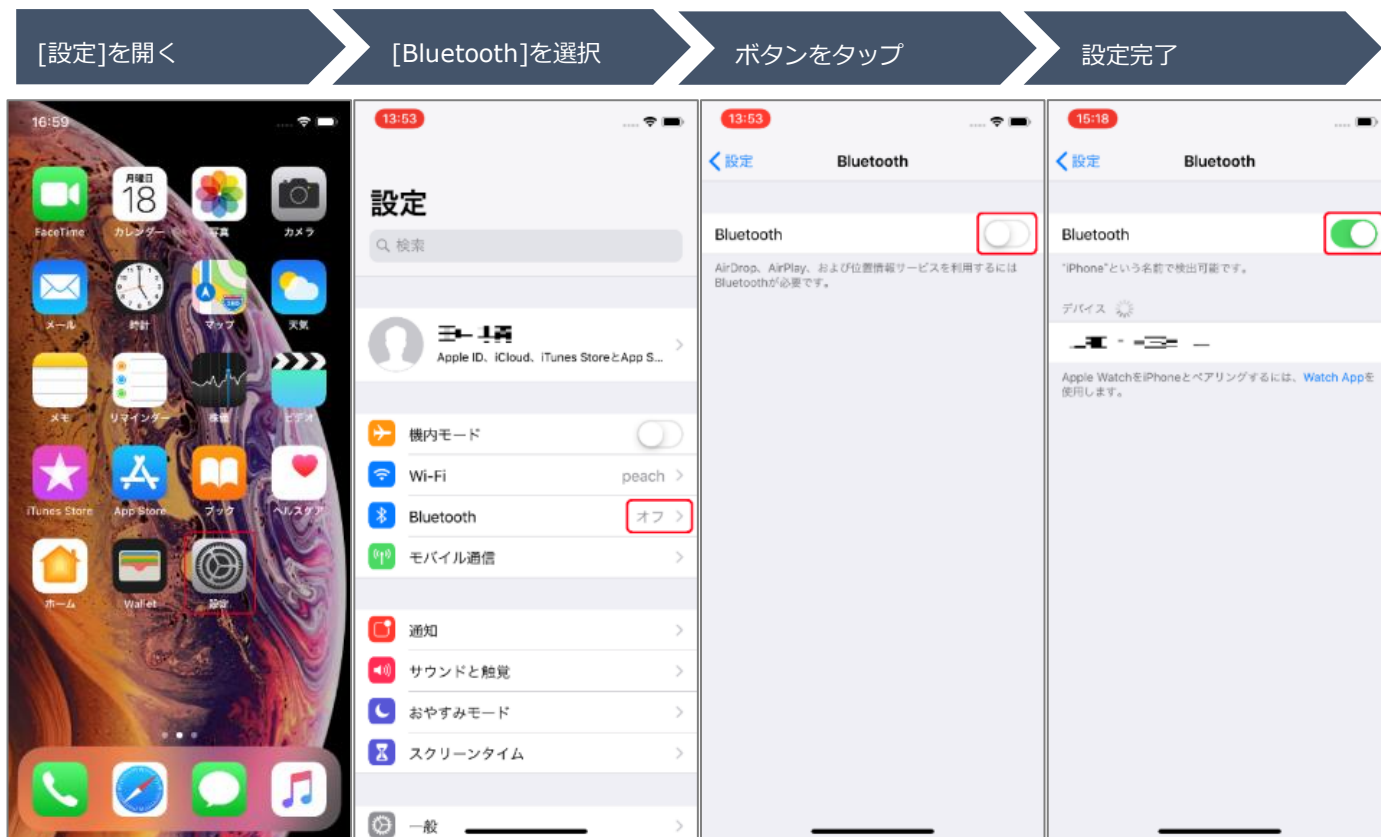 [設定]を開く
[Bluetooth]を選択
ボタンをタップ
設定完了
16:59
月曜日
18
FaceTime
カレンダー
写真
カメラ
メール
時計
マップ
天気
メモ
リマインダー
株価
ビデオ
iTunes Store
App Store
ブック
ヘルスケア
ホーム
Wallet
設定
13:53
設定
検索
Apple ID、iCloud、iTunes StoreとApp S...
機内モード
Wi-Fi
peach
Bluetooth
オフ
モバイル通信
通知
サウンドと触覚
おやすみモード
スクリーンタイム
一般
13:53
設定
Bluetooth
Bluetooth
AirDrop、AirPlay、および位置情報サービスを利用するには
Bluetoothが必要です。
15:18
設定
Bluetooth
Bluetooth
"iPhone"という名前で検出可能です。
デバイス
Apple WatchをiPhoneとペアリングするには、Watch Appを
使用します。